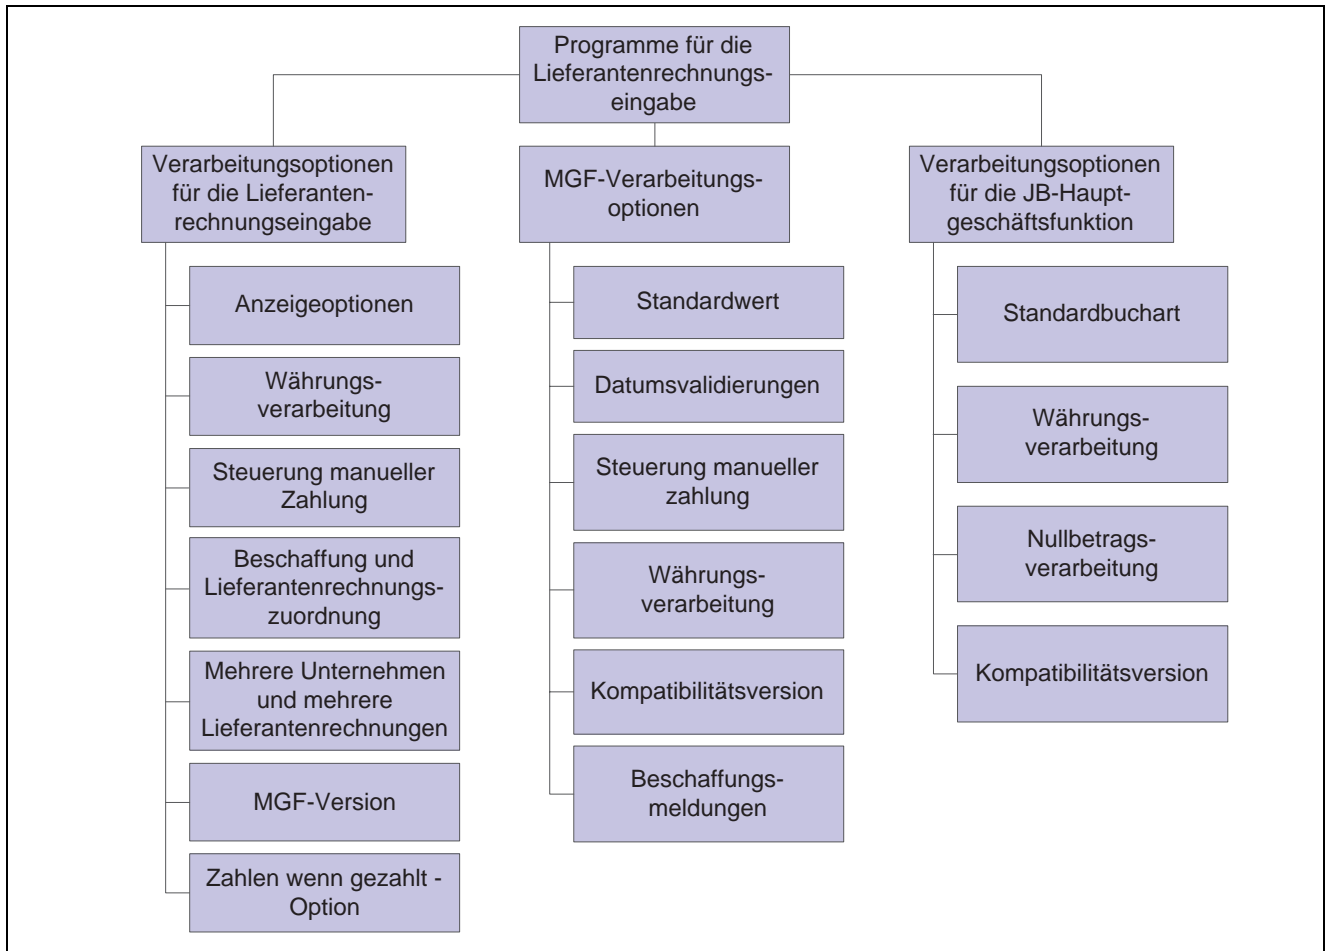 Programme für die
Lieferantenrechnungs-
eingabe
Verarbeitungsoptionen
für die Lieferanten-
rechnungseingabe
MGF-Verarbeitungs-
optionen
Verarbeitungsoptionen
für die JB-Haupt-
geschäftsfunktion
Anzeigeoptionen
Währungs-
verarbeitung
Steuerung manueller
Zahlung
Beschaffung und
Lieferantenrechnungs-
zuordnung
Mehrere Unternehmen
und mehrere
Lieferantenrechnungen
MGF-Version
Zahlen wenn gezahlt -
Option
Standardwert
Datumsvalidierungen
Steuerung manueller
zahlung
Währungs-
verarbeitung
Kompatibilitätsversion
Beschaffungs-
meldungen
Standardbuchart
Währungs-
verarbeitung
Nullbetrags-
verarbeitung
Kompatibilitätsversion